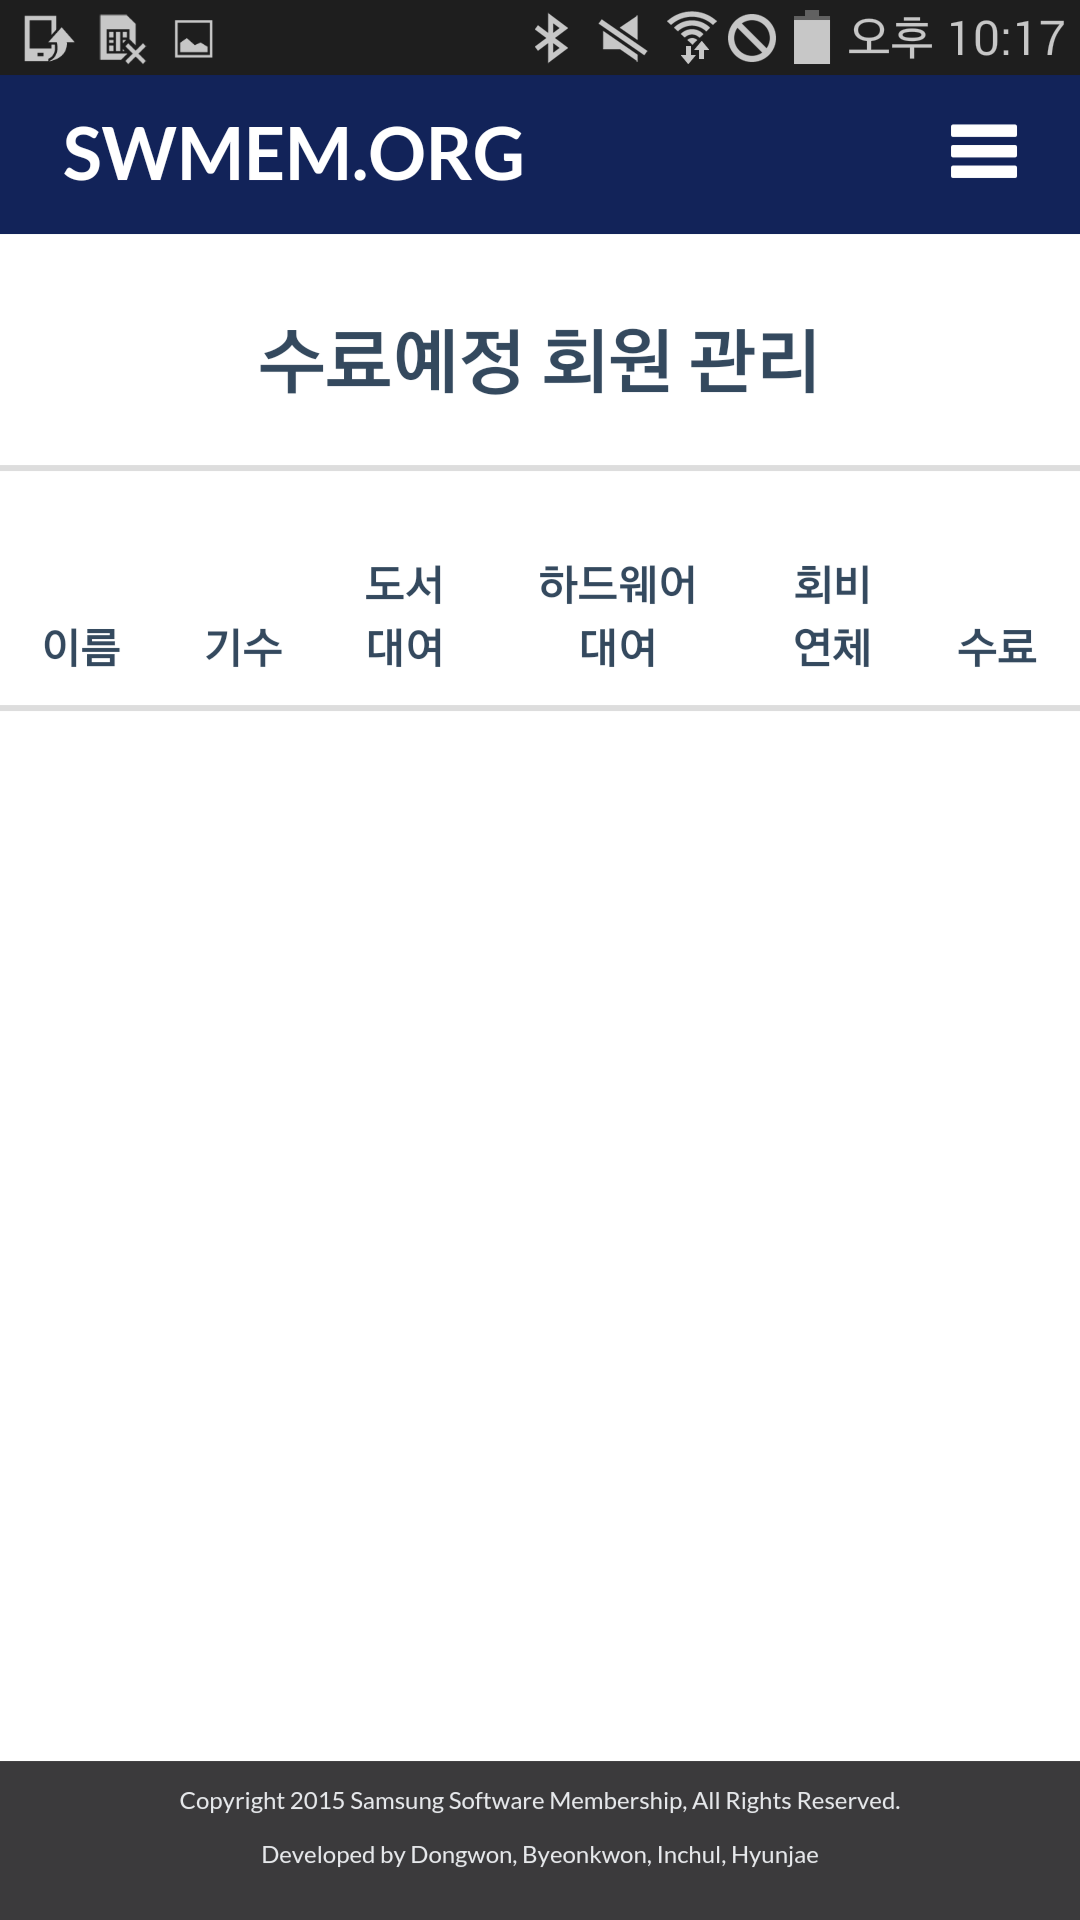 오후 10:17
SWMEM.ORG
수료예정 회원 관리
도서 하드웨어 회비
이름 기수 대여 대여 연체 수료
Copyright 2015 Samsung Software Membership, All Rights Reserved.
Developed by Dongwon, Byeonkwon, Inchul, Hyunjae